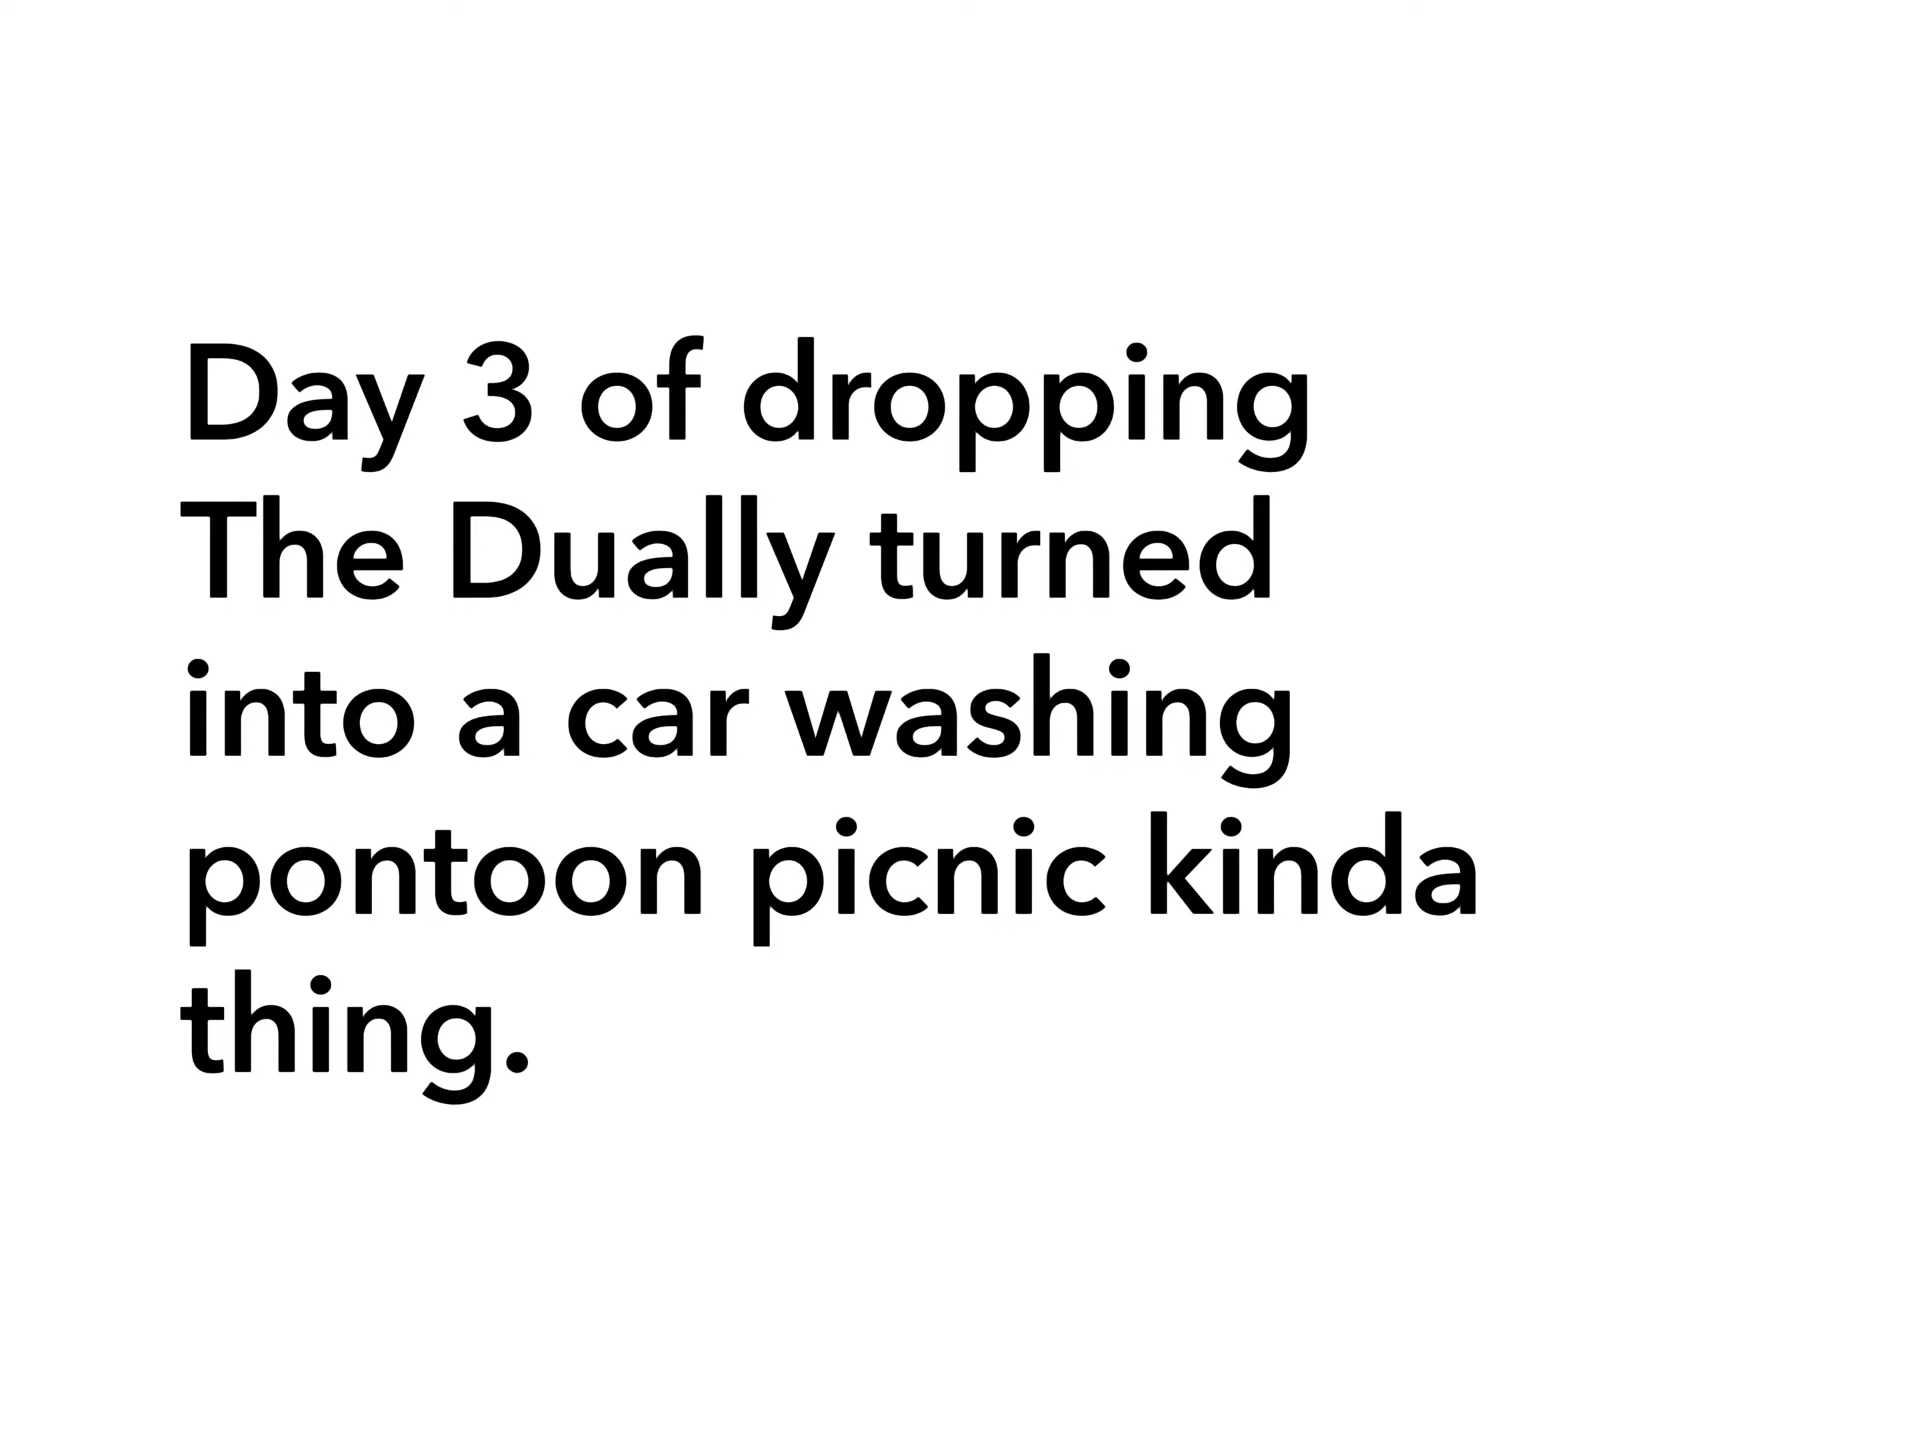 Day 3 of dropping
The Dually turned
into a car washing
pontoon picnic kinda
thing.